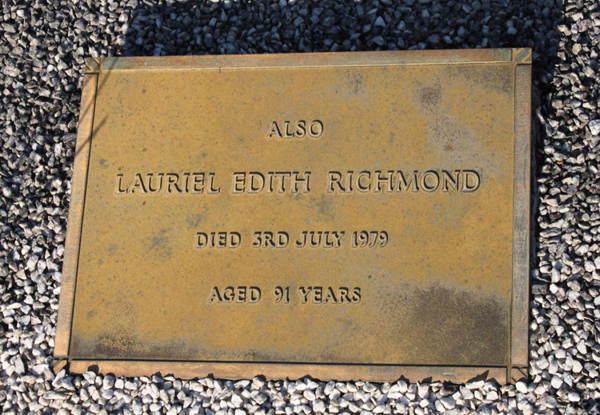 ALSO
LAURIEL EDITH RICHMOND
DIED 3RD JULY 1979
AGED 91 YEARS